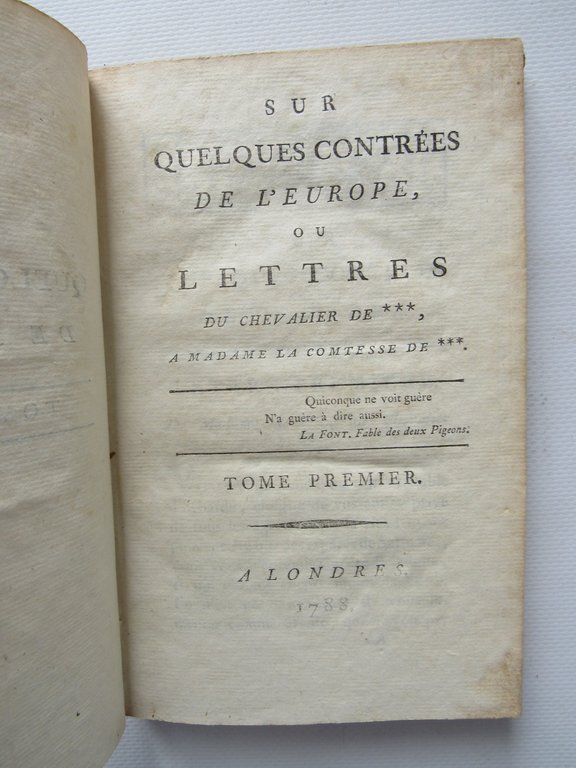 SUR
QUELQUES CONTRÉES
DE L'EUROPE,
OU
LETTRES
DU CHEVALIER DE ***,
A MADAME LA COMTESSE DE ***.
Quiconque ne voit guère
N'a guère à dire aussi.
LA FONT. Fable des deux Pigeons.
TOME PREMIER.
A LONDRES.
1788.